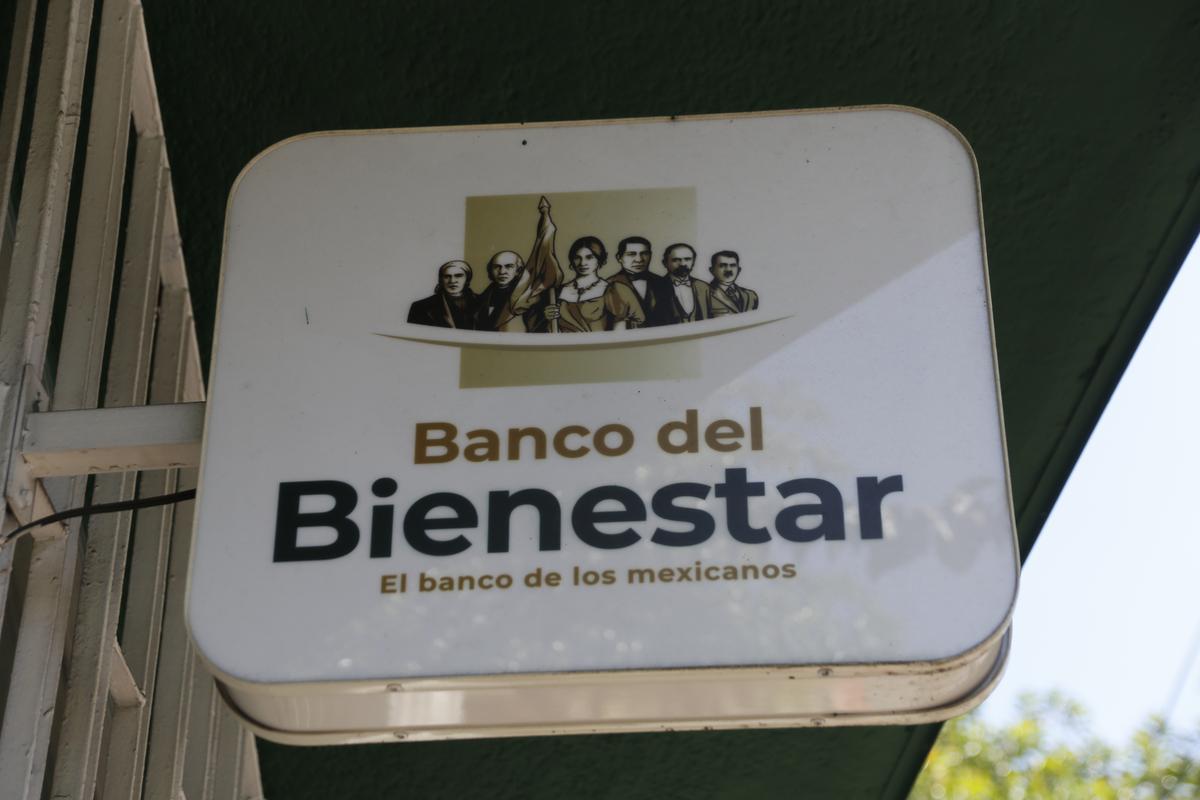 Banco del
Bienestar
El banco de los mexicanos